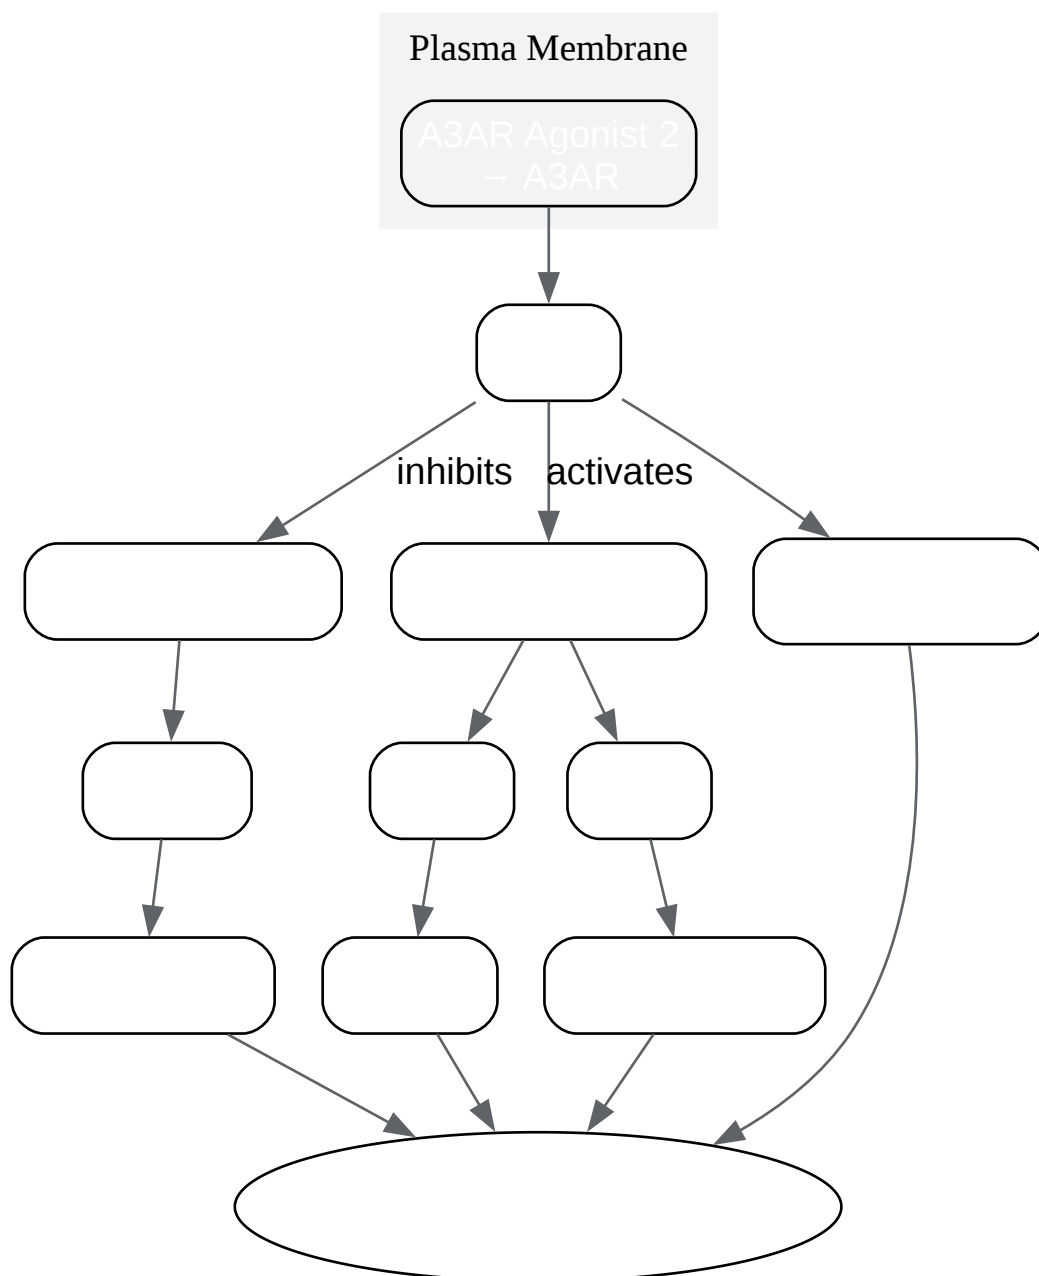 Plasma Membrane
A3AR Agonist 2
→ A3AR
inhibits
activates